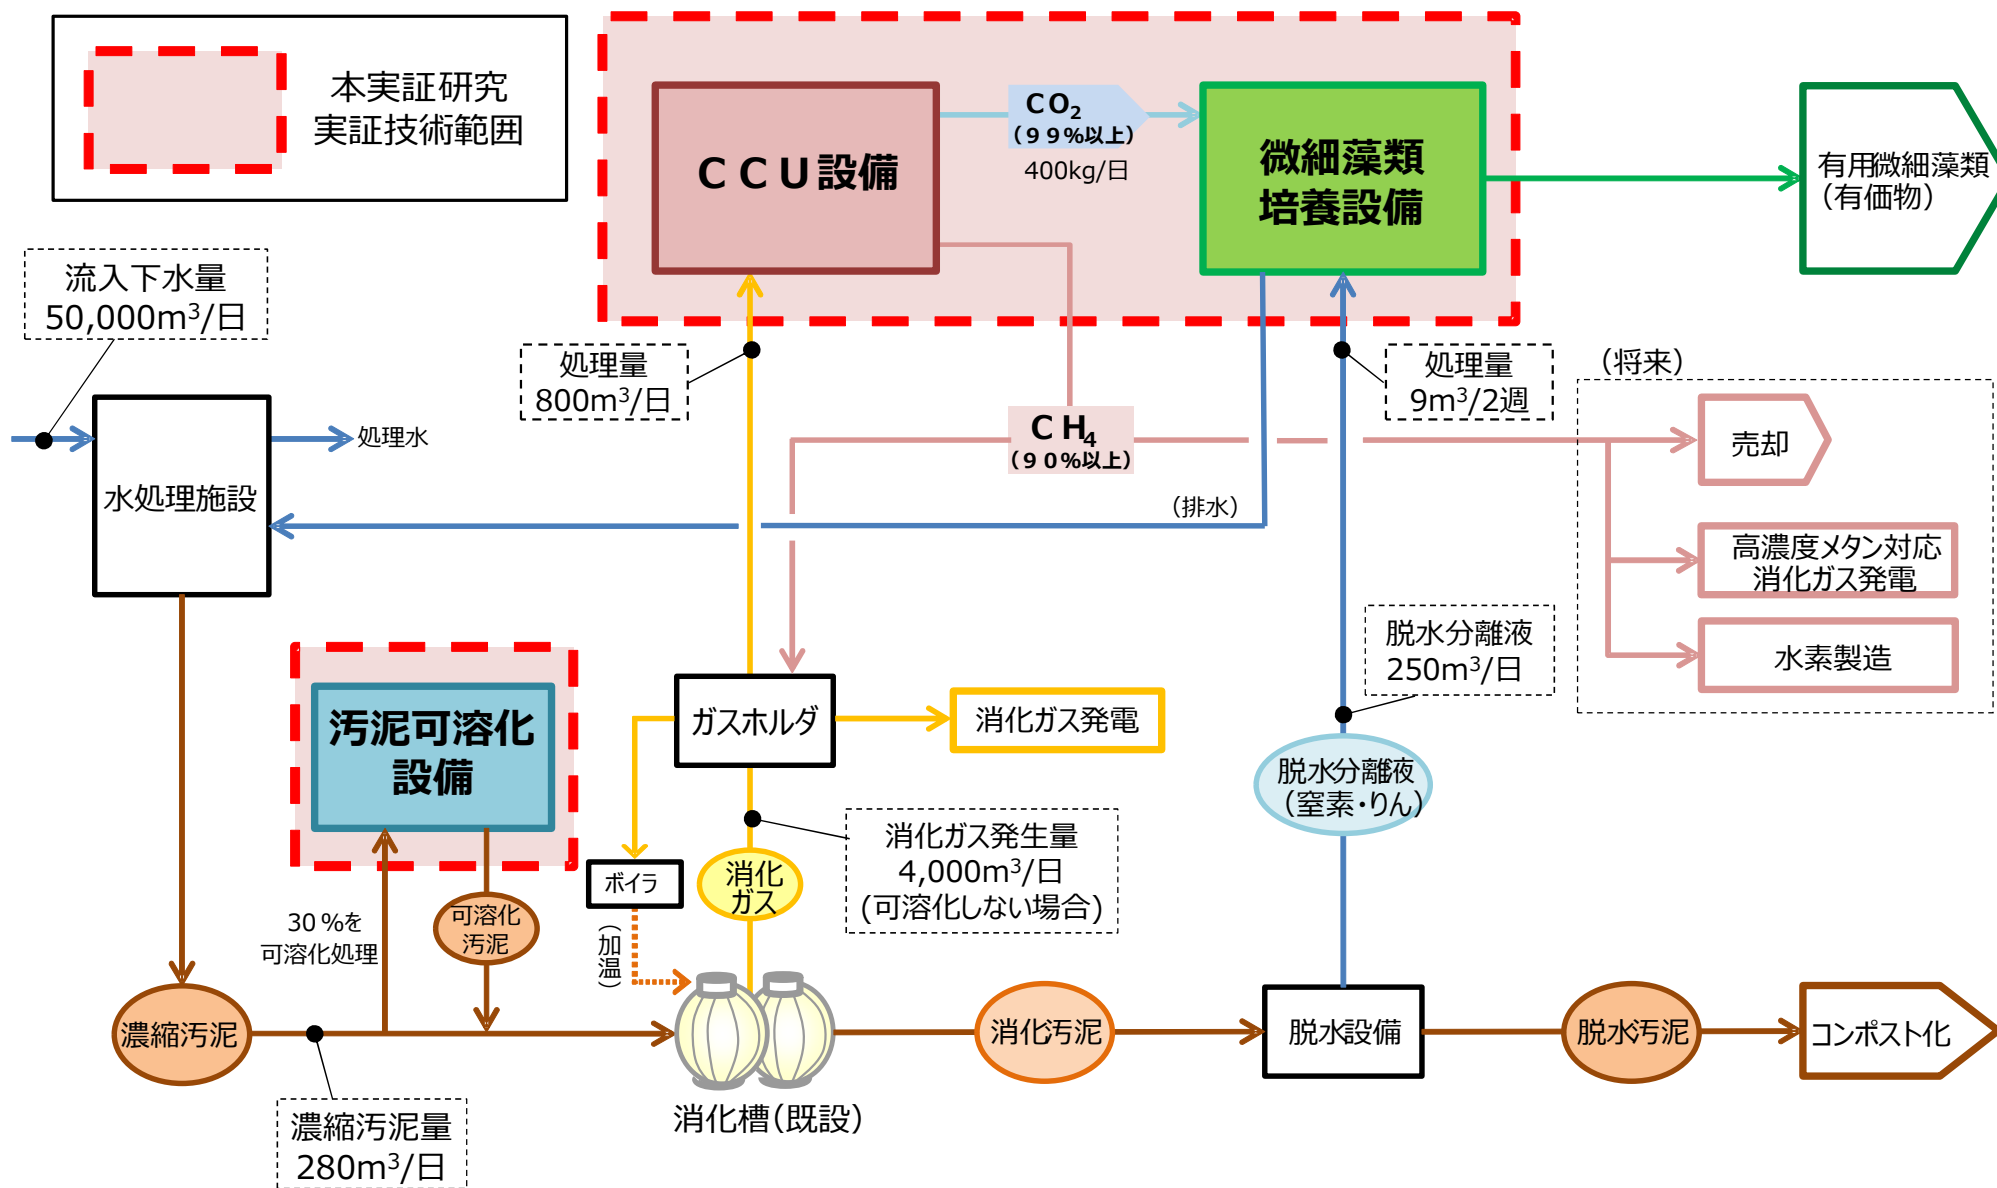 本実証研究
実証技術範囲
ＣＣＵ設備
ＣＯ₂
（９９%以上）
400kg/日
微細藻類
培養設備
有用微細藻類
（有価物）
流入下水量
50,000m³/日
処理量
800m³/日
処理量
9m³/2週
（将来）
ＣＨ₄
（９０%以上）
売却
処理水
水処理施設
（排水）
高濃度メタン対応
消化ガス発電
水素製造
脱水分離液
250m³/日
汚泥可溶化
設備
ガスホルダ
消化ガス発電
脱水分離液
（窒素・りん）
消化ガス発生量
4,000m³/日
(可溶化しない場合)
ボイラ
消化
ガス
30％を
可溶化処理
可溶化
汚泥
（加温）
濃縮汚泥
消化汚泥
脱水設備
脱水汚泥
コンポスト化
消化槽（既設）
濃縮汚泥量
280m³/日